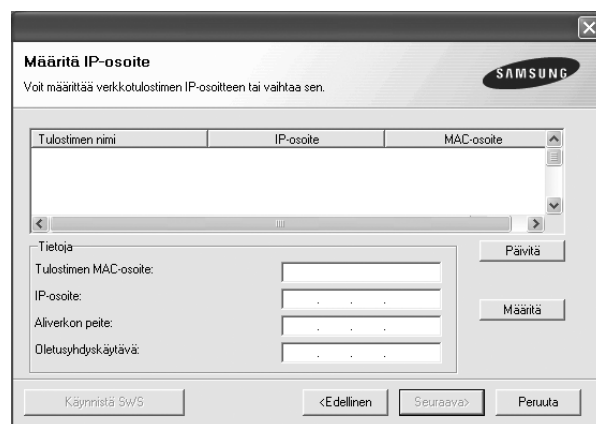 Määritä IP-osoite
Voit määrittää verkkotulostimen IP-osoitteen tai vaihtaa sen.
SAMSUNG
Tulostimen nimi IP-osoite MAC-osoite
Tietoja
Tulostimen MAC-osoite:
IP-osoite:
Aliverkon peite:
Oletusyhdyskäytävä:
Päivitä
Määritä
Käynnistä SWS
<Edellinen
Seuraava>
Peruuta